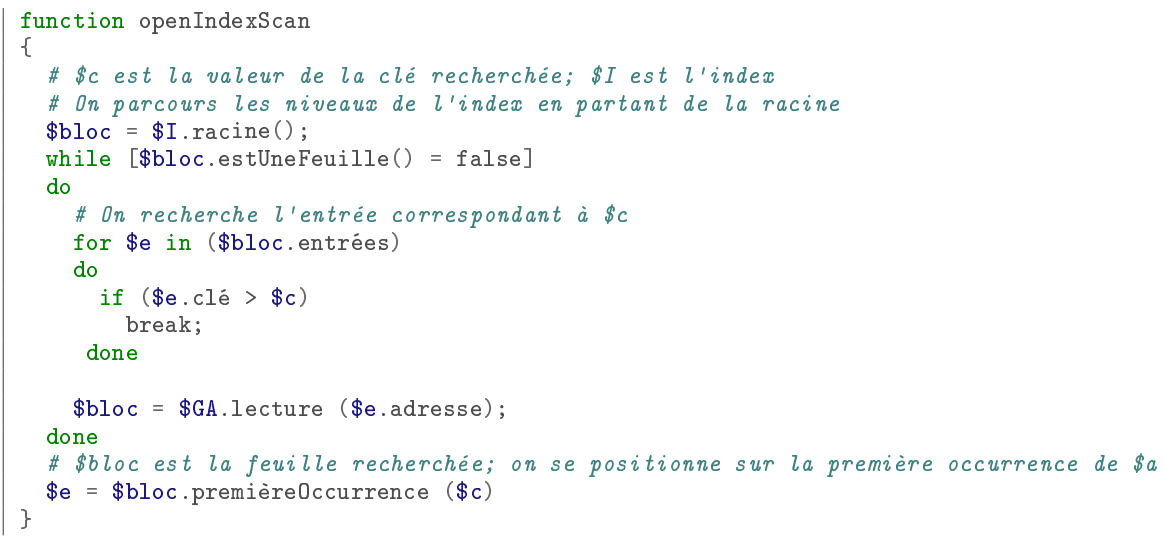 function openIndexScan
{
# $c est la valeur de la clé recherchée; $I est l'index
# On parcours les niveaux de l'index en partant de la racine
$bloc = $I.racine();
while [$bloc.estUneFeuille() = false]
do
# On recherche l'entrée correspondant à $c
for $e in ($bloc.entrées)
do
if ($e.clé > $c)
break;
done
$bloc = $GA.lecture ($e.adresse);
done
# $bloc est la feuille recherchée; on se positionne sur la première occurrence de $a
$e = $bloc.premièreOccurrence ($c)
}